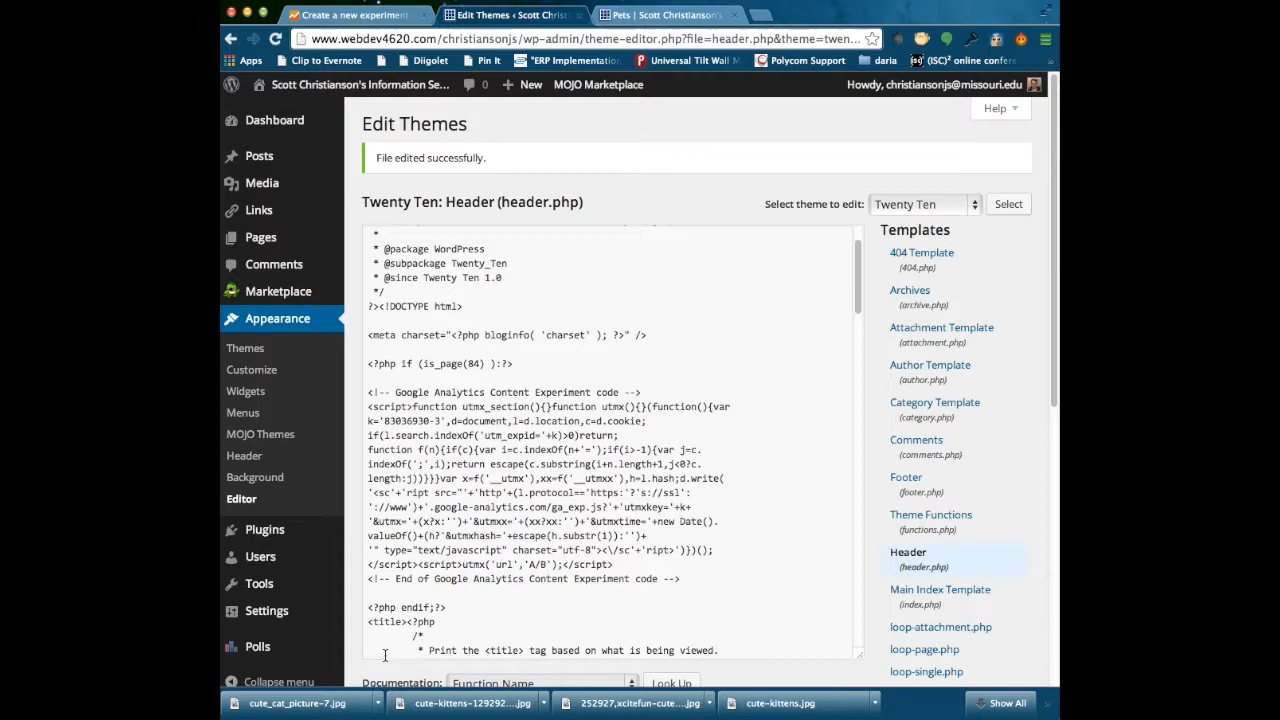 Create a new experiment
Edit Themes ‹ Scott Christi
Pets | Scott Christianson's
www.webdev4620.com/christiansonjs/wp-admin/theme-editor.php?file=header.php&theme=twen...
Apps
Clip to Evernote
Diigolet
Pin It
"ERP Implementatio
Universal Tilt Wall M
Polycom Support
daria
(ISC)² online confere
Scott Christianson's Information Se...
0
New
MOJO Marketplace
Howdy, christiansonjs@missouri.edu
Help
Dashboard
Posts
Media
Links
Pages
Comments
Marketplace
Appearance
Themes
Customize
Widgets
Menus
MOJO Themes
Header
Background
Editor
Plugins
Users
Tools
Settings
Polls
Collapse menu
Edit Themes
File edited successfully.
Twenty Ten: Header (header.php)
Select theme to edit:
Twenty Ten
Select
*
* @package WordPress
* @subpackage Twenty_Ten
* @since Twenty Ten 1.0
*/
?><!DOCTYPE html>
<meta charset="<?php bloginfo( 'charset' ); ?>" />
<?php if (is_page(84) ):?>
<!-- Google Analytics Content Experiment code -->
<script>function utmx_section(){}function utmx(){}(function(){var
k='83036930-3',d=document,l=d.location,c=d.cookie;
if(l.search.indexOf('utm_expid='+k)>0)return;
function f(n){if(c){var i=c.indexOf(n+'=');if(i>-1){var j=c.
indexOf(';',i);return escape(c.substring(i+n.length+1,j<0?c.
length:j))}}}var x=f('__utmx'),xx=f('__utmxx'),h=l.hash;d.write(
'<sc'+'ript src="'+'http'+(l.protocol=='https:'?'s://ssl':
'://www')+'.google-analytics.com/ga_exp.js?'+'utmxkey='+k+
'&utmx='+(x?x:'')+'&utmxx='+(xx?xx:'')+'&utmxtime='+new Date().
valueOf()+(h?'&utmxhash='+escape(h.substr(1)):'')+
'" type="text/javascript" charset="utf-8"><\/sc'+'ript>')})();
</script><script>utmx('url','A/B');</script>
<!-- End of Google Analytics Content Experiment code -->
<?php endif;?>
<title><?php
/*
* Print the <title> tag based on what is being viewed.
Documentation:
Function Name
Look Up
Templates
404 Template
(404.php)
Archives
(archive.php)
Attachment Template
(attachment.php)
Author Template
(author.php)
Category Template
(category.php)
Comments
(comments.php)
Footer
(footer.php)
Theme Functions
(functions.php)
Header
(header.php)
Main Index Template
(index.php)
loop-attachment.php
loop-page.php
loop-single.php
cute_cat_picture-7.jpg
cute-kittens-129292....jpg
252927,xcitefun-cute-....jpg
cute-kittens.jpg
Show All